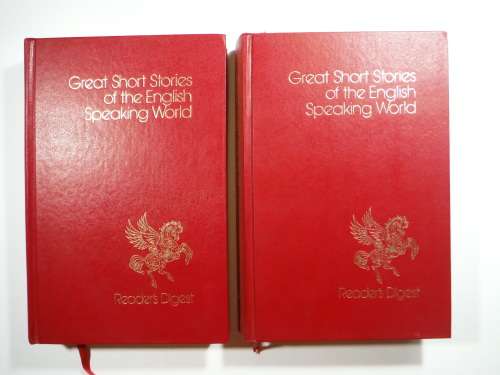 Great Short Stories
of the English
Speaking World
Reader's Digest
Great Short Stories
of the English
Speaking World
Reader's Digest